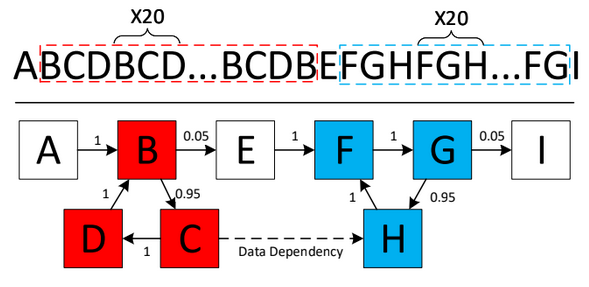 X20 X20
ABCDBCD...BCDBEFGHFGH...FGI
A 1 B 0.05 E 1 F 1 G 0.05 I
1 0.95 1 0.95
D 1 C Data Dependency H